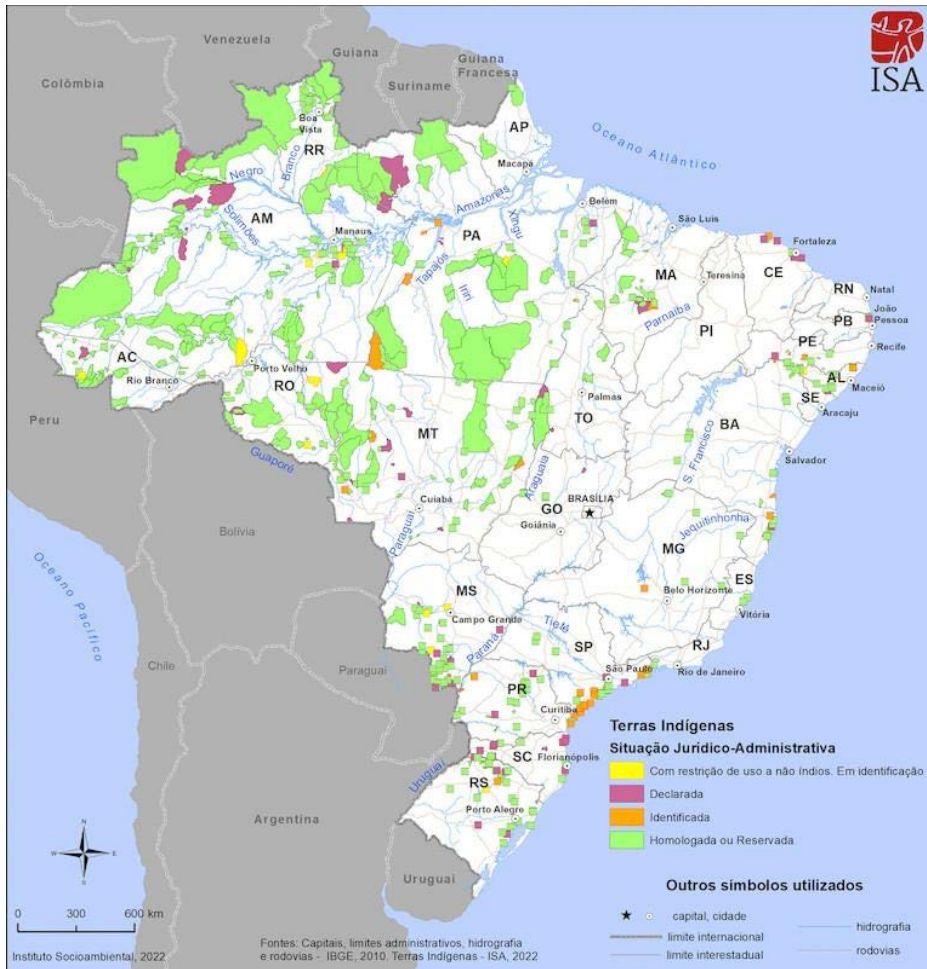 Venezuela
Guiana
Guiana
Francesa
Suriname
Colômbia
ISA
Boa
Vista
RR
AP
Oceano Atlântico
Macapá
Branco
Negro
Amazonas
Belém
Solimões
AM
Manaus
PA
Xingu
São Luis
Fortaleza
Tapajós
Iriri
MA
Teresina
CE
RN
Natal
Parnaíba
João
Pessoa
PB
PI
PE
Recife
AC
Porto Velho
Rio Branco
RO
AL
Maceió
SE
Aracaju
Palmas
TO
Peru
MT
BA
S. Francisco
Salvador
Guaporé
Araguaia
Cuiabá
GO
BRASÍLIA
Goiânia
Paraguai
Bolívia
Jequitinhonha
MG
Oceano Pacífico
MS
ES
Belo Horizonte
Vitória
Campo Grande
Tietê
Paraná
SP
RJ
Chile
Paraguai
São Paulo
Rio de Janeiro
PR
Curitiba
SC
Florianópolis
Uruguai
RS
Porto Alegre
Argentina
Uruguai
Terras Indígenas
Situação Jurídico-Administrativa
Com restrição de uso a não índios. Em identificação
Declarada
Identificada
Homologada ou Reservada
Outros símbolos utilizados
capital, cidade
hidrografia
limite internacional
limite interestadual
rodovias
N
W
E
S
0 300 600 km
Instituto Socioambiental, 2022
Fontes: Capitais, limites administrativos, hidrografia
e rodovias - IBGE, 2010. Terras Indígenas - ISA, 2022